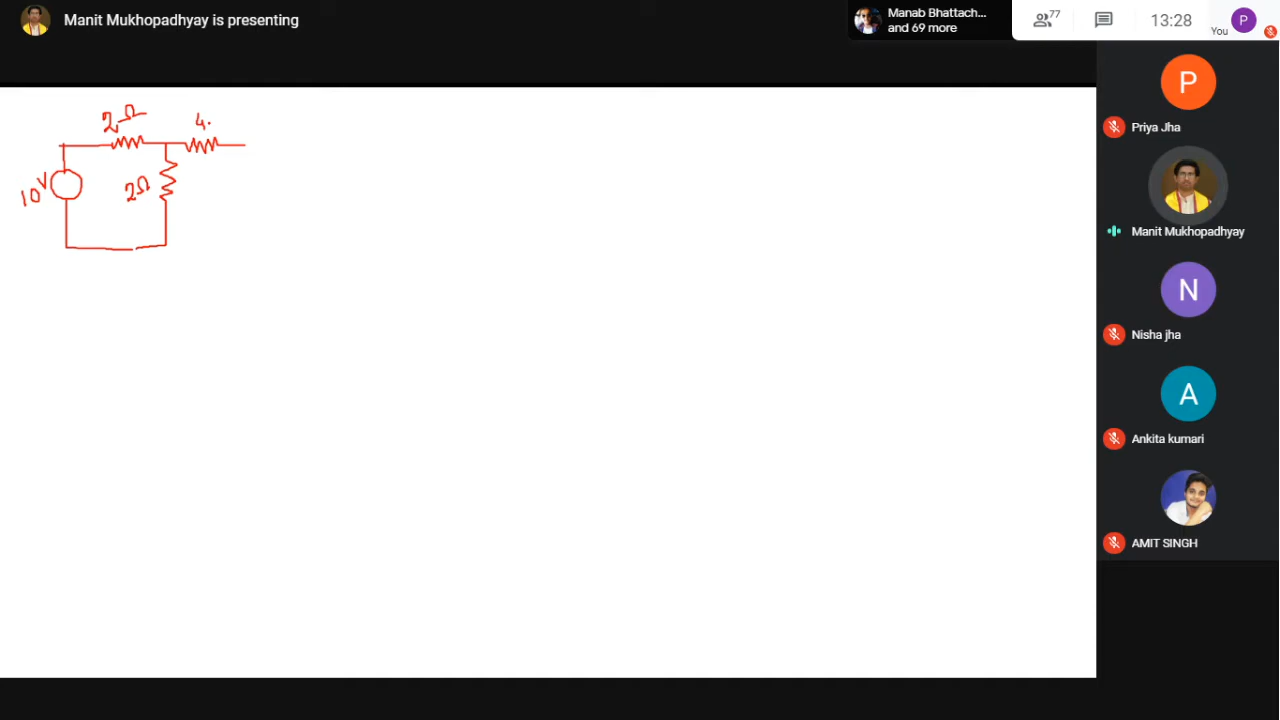 Manit Mukhopadhyay is presenting
Manab Bhattach...
and 69 more
77
13:28
You
P
P
Priya Jha
Manit Mukhopadhyay
N
Nisha jha
A
Ankita kumari
AMIT SINGH
2Ω
4.
10V
2Ω